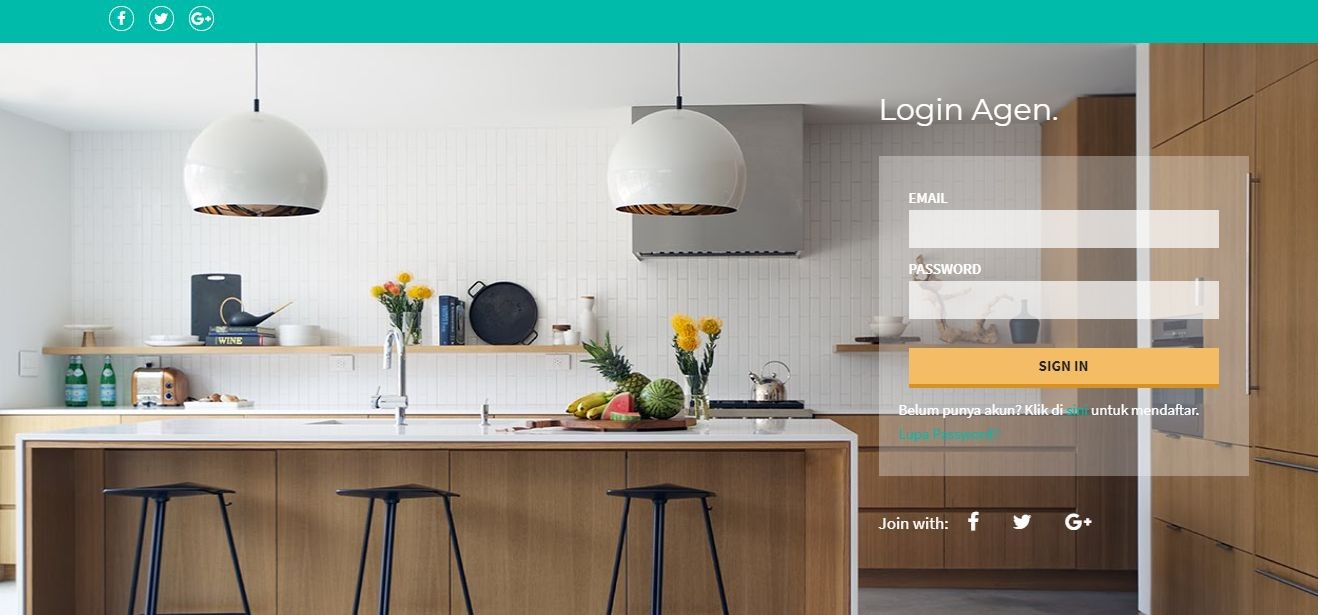 Login Agen.
EMAIL
PASSWORD
SIGN IN
Belum punya akun? Klik di sini untuk mendaftar.
Lupa Password?
Join with:
WINE